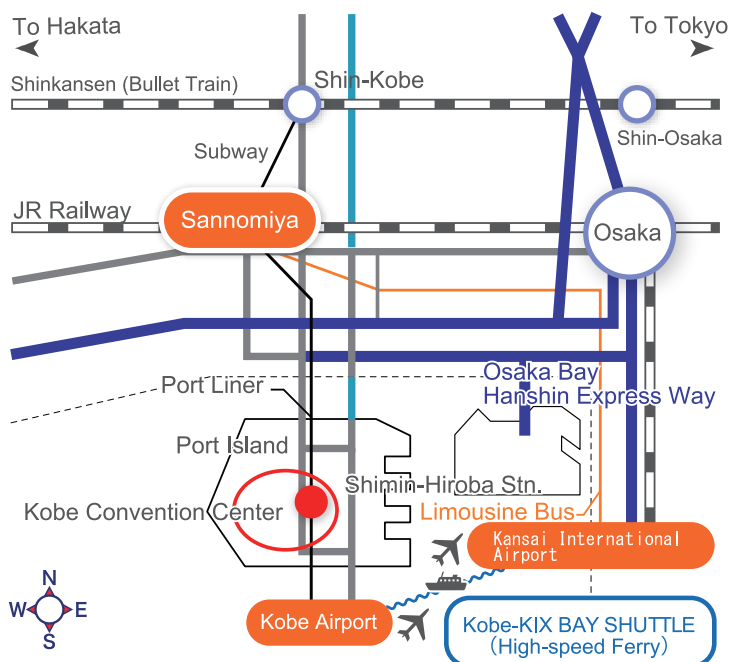 To Hakata
To Tokyo
Shinkansen (Bullet Train)
Shin-Kobe
Shin-Osaka
Subway
JR Railway
Sannomiya
Osaka
Osaka Bay
Hanshin Express Way
Port Liner
Port Island
Shimin-Hiroba Stn.
Kobe Convention Center
Limousine Bus
Kansai International
Airport
N
W
E
S
Kobe Airport
Kobe-KIX BAY SHUTTLE
(High-speed Ferry)